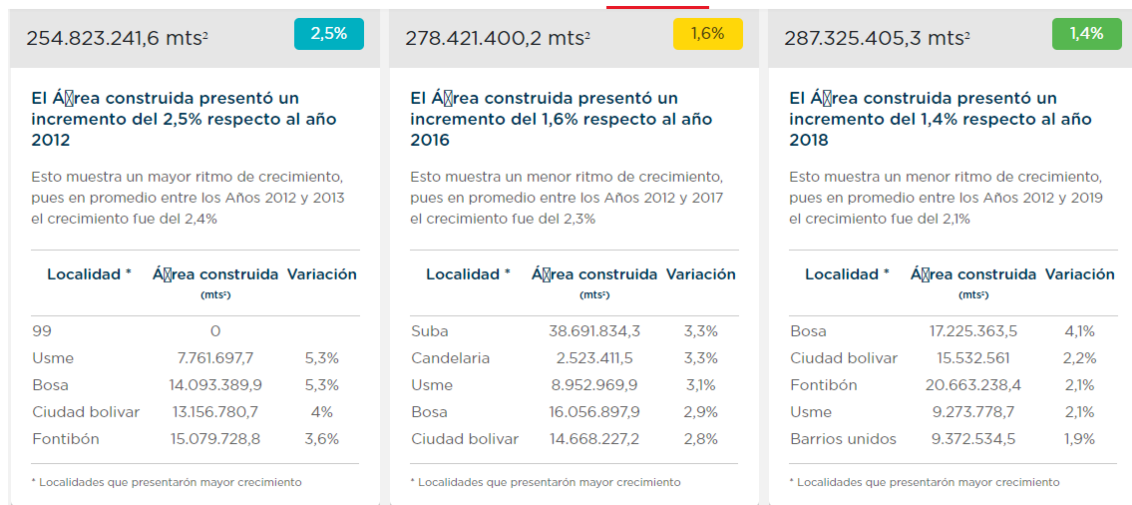 254.823.241,6 mts²
2,5%
El Á▯rea construida presentó un
incremento del 2,5% respecto al año
2012
Esto muestra un mayor ritmo de crecimiento,
pues en promedio entre los Años 2012 y 2013
el crecimiento fue del 2,4%
Localidad * Á▯rea construida Variación
(mts²)
99 0
Usme 7.761.697,7 5,3%
Bosa 14.093.389,9 5,3%
Ciudad bolivar 13.156.780,7 4%
Fontibón 15.079.728,8 3,6%
* Localidades que presentarón mayor crecimiento
278.421.400,2 mts²
1,6%
El Á▯rea construida presentó un
incremento del 1,6% respecto al año
2016
Esto muestra un menor ritmo de crecimiento,
pues en promedio entre los Años 2012 y 2017
el crecimiento fue del 2,3%
Localidad * Á▯rea construida Variación
(mts²)
Suba 38.691.834,3 3,3%
Candelaria 2.523.411,5 3,3%
Usme 8.952.969,9 3,1%
Bosa 16.056.897,9 2,9%
Ciudad bolivar 14.668.227,2 2,8%
* Localidades que presentarón mayor crecimiento
287.325.405,3 mts²
1,4%
El Á▯rea construida presentó un
incremento del 1,4% respecto al año
2018
Esto muestra un menor ritmo de crecimiento,
pues en promedio entre los Años 2012 y 2019
el crecimiento fue del 2,1%
Localidad * Á▯rea construida Variación
(mts²)
Bosa 17.225.363,5 4,1%
Ciudad bolivar 15.532.561 2,2%
Fontibón 20.663.238,4 2,1%
Usme 9.273.778,7 2,1%
Barrios unidos 9.372.534,5 1,9%
* Localidades que presentarón mayor crecimiento